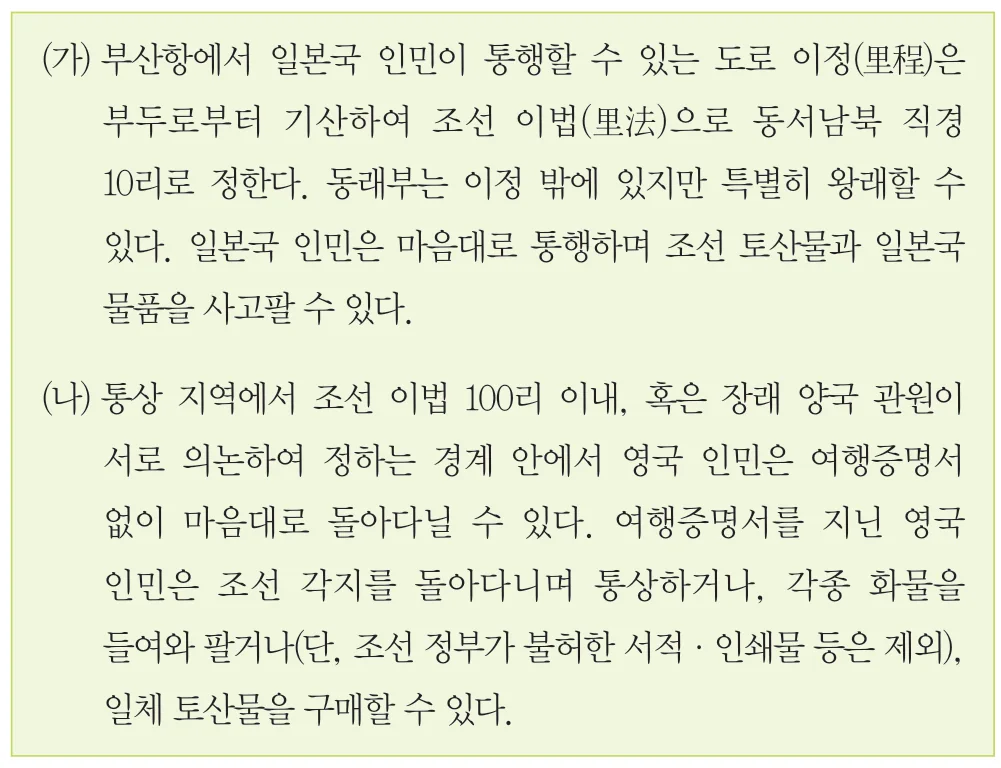 (가) 부산항에서 일본국 인민이 통행할 수 있는 도로 이정(里程)은
부두로부터 기산하여 조선 이법(里法)으로 동서남북 직경
10리로 정한다. 동래부는 이정 밖에 있지만 특별히 왕래할 수
있다. 일본국 인민은 마음대로 통행하며 조선 토산물과 일본국
물품을 사고팔 수 있다.
(나) 통상 지역에서 조선 이법 100리 이내, 혹은 장래 양국 관원이
서로 의논하여 정하는 경계 안에서 영국 인민은 여행증명서
없이 마음대로 돌아다닐 수 있다. 여행증명서를 지닌 영국
인민은 조선 각지를 돌아다니며 통상하거나, 각종 화물을
들여와 팔거나(단, 조선 정부가 불허한 서적 · 인쇄물 등은 제외),
일체 토산물을 구매할 수 있다.